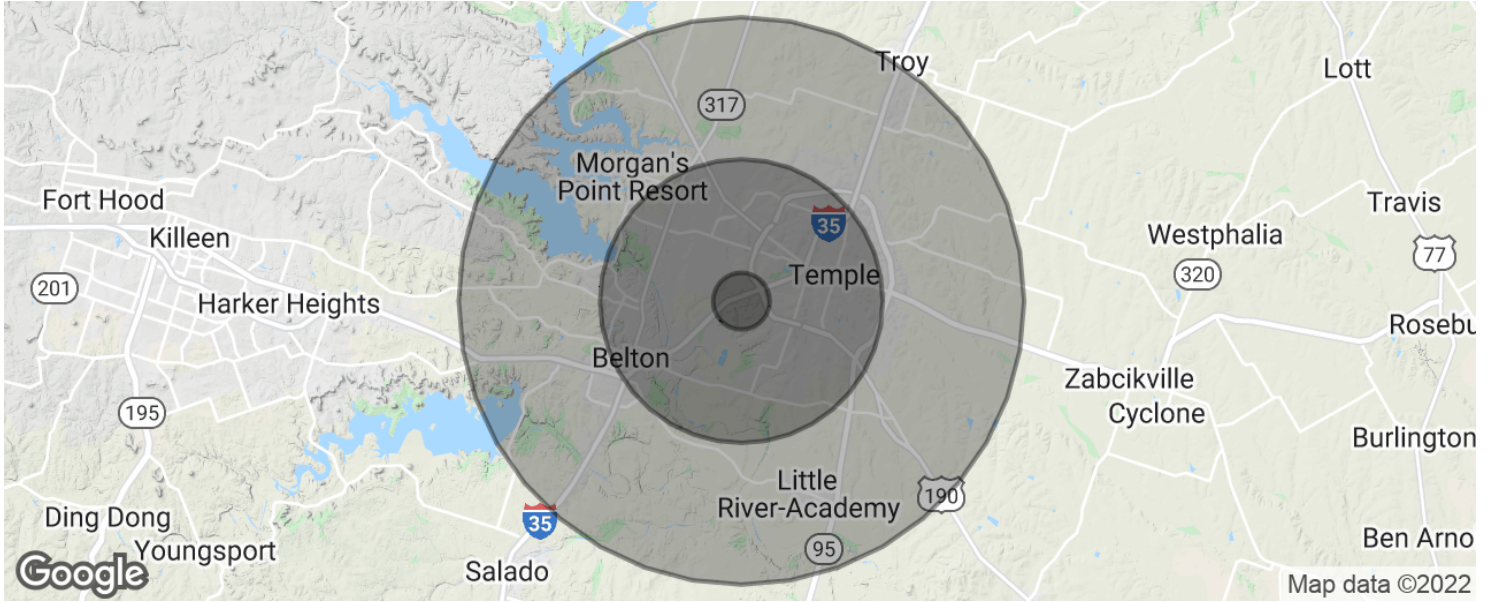 Troy
Lott
317
Morgan's
Point Resort
Fort Hood
Killeen
Travis
35
Westphalia
77
Temple
320
201
Harker Heights
Rosebu
Belton
Zabcikville
195
Cyclone
Burlington
Little
River-Academy
190
Ding Dong
35
Youngsport
95
Ben Arno
Salado
Google
Map data ©2022